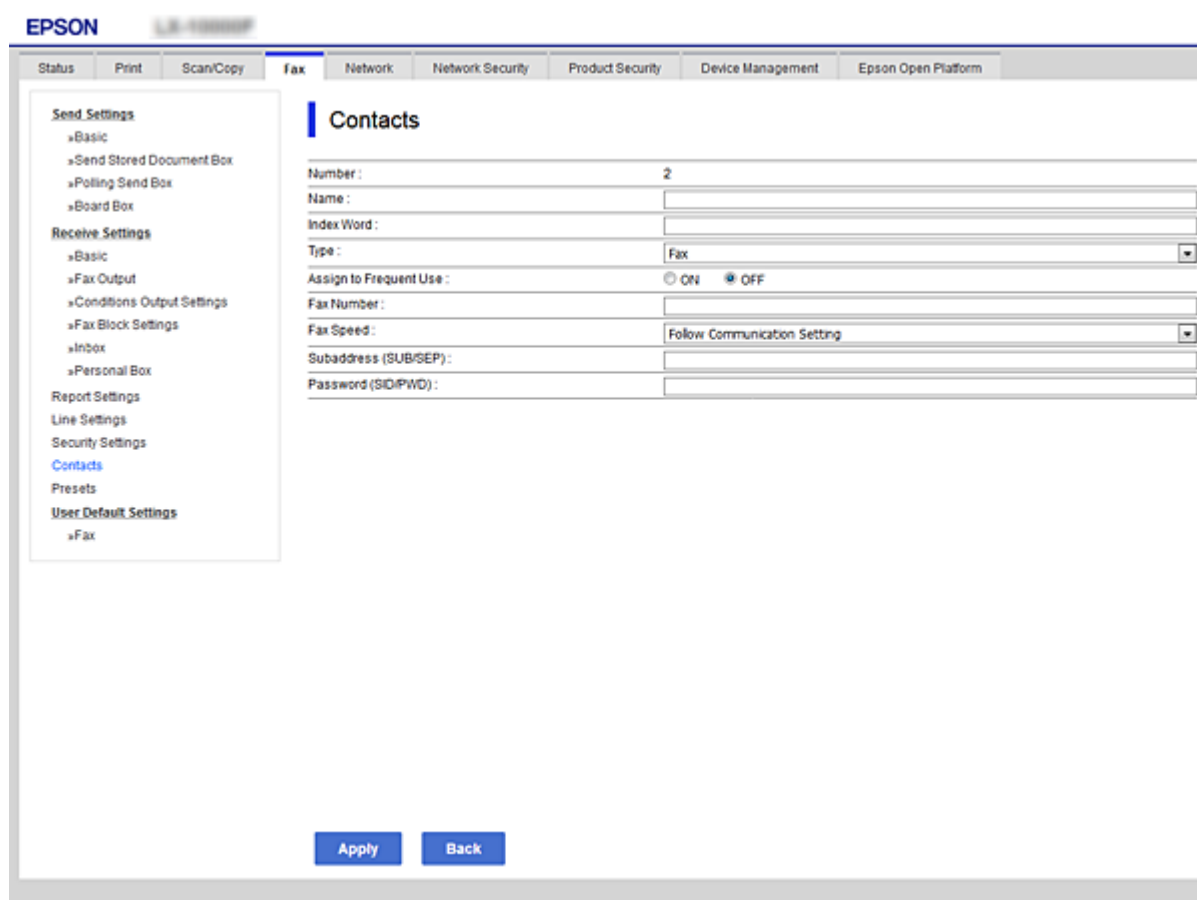 EPSON
Status Print Scan/Copy Fax Network Network Security Product Security Device Management Epson Open Platform
Send Settings
»Basic
»Send Stored Document Box
»Polling Send Box
»Board Box
Receive Settings
»Basic
»Fax Output
»Conditions Output Settings
»Fax Block Settings
»Inbox
»Personal Box
Report Settings
Line Settings
Security Settings
Contacts
Presets
User Default Settings
»Fax
Contacts
Number : 2
Name :
Index Word :
Type : Fax
Assign to Frequent Use : ON OFF
Fax Number :
Fax Speed : Follow Communication Setting
Subaddress (SUB/SEP) :
Password (SID/PWD) :
Apply Back